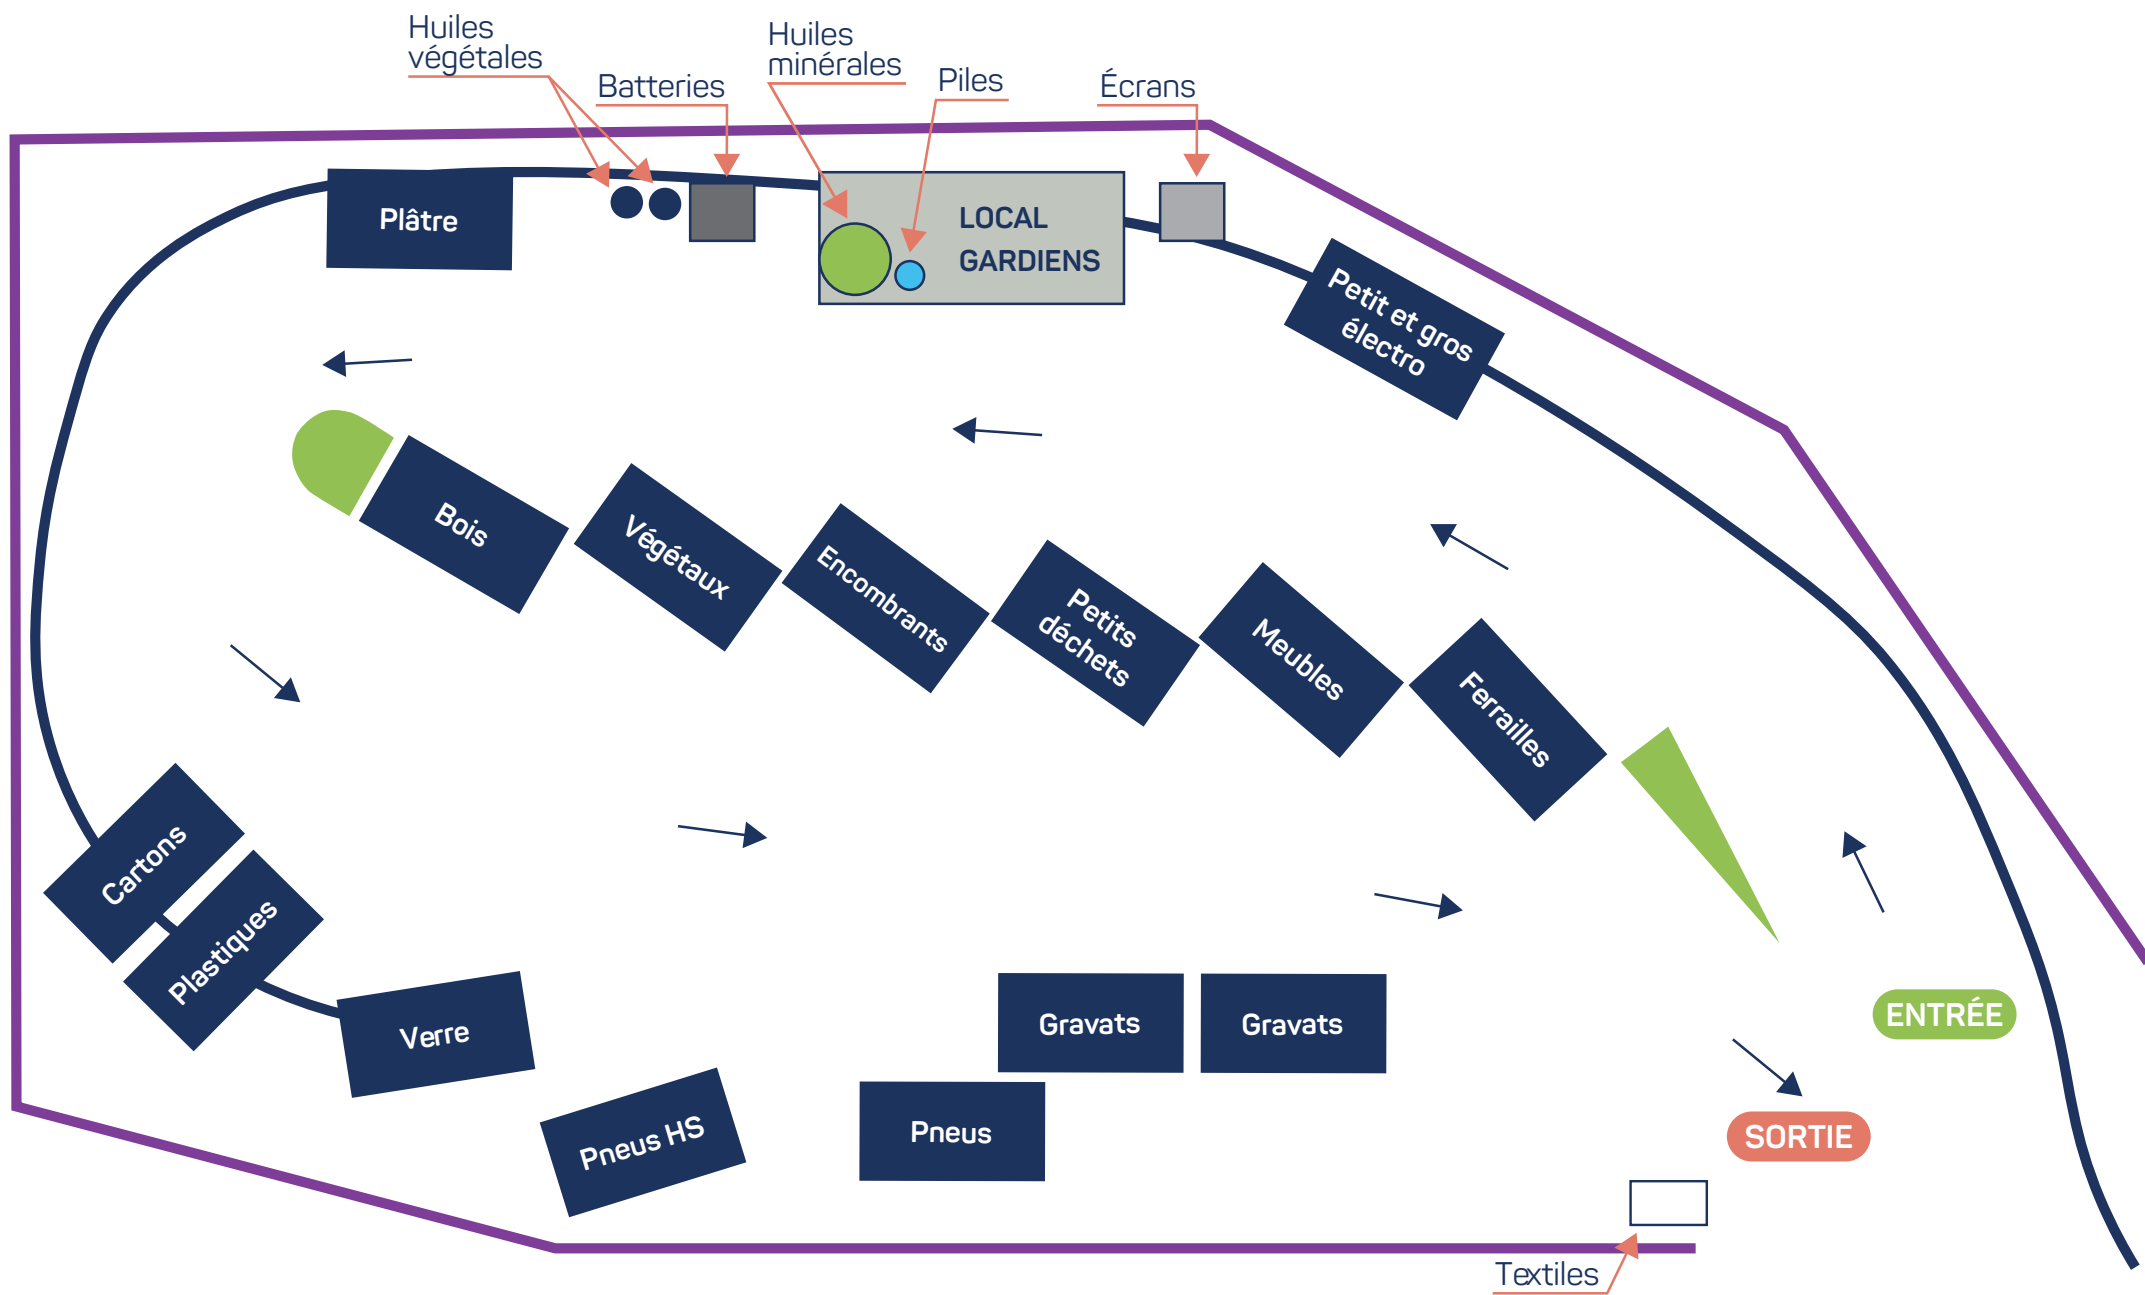 Huiles
végétales
Batteries
Huiles
minérales
Piles
Écrans
Plâtre
LOCAL
GARDIENS
Petit et gros
électro
Bois
Végétaux
Encombrants
Petits
déchets
Meubles
Ferrailles
Cartons
Plastiques
Verre
Pneus HS
Pneus
Gravats
Gravats
ENTRÉE
SORTIE
Textiles